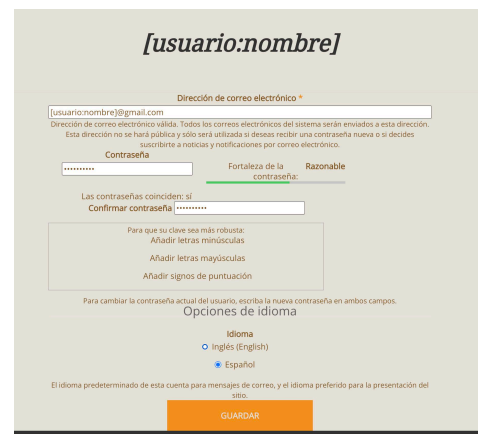 [usuario:nombre]
Dirección de correo electrónico *
[usuario:nombre]@gmail.com
Dirección de correo electrónico válida. Todos los correos electrónicos del sistema serán enviados a esta dirección.
Esta dirección no se hará pública y sólo será utilizada si deseas recibir una contraseña nueva o si decides
suscribirte a noticias y notificaciones por correo electrónico.
Contraseña
••••••••••
Fortaleza de la
contraseña:
Razonable
Las contraseñas coinciden: sí
Confirmar contraseña ••••••••••
Para que su clave sea más robusta:
Añadir letras minúsculas
Añadir letras mayúsculas
Añadir signos de puntuación
Para cambiar la contraseña actual del usuario, escriba la nueva contraseña en ambos campos.
Opciones de idioma
Idioma
Inglés (English)
Español
El idioma predeterminado de esta cuenta para mensajes de correo, y el idioma preferido para la presentación del
sitio.
GUARDAR